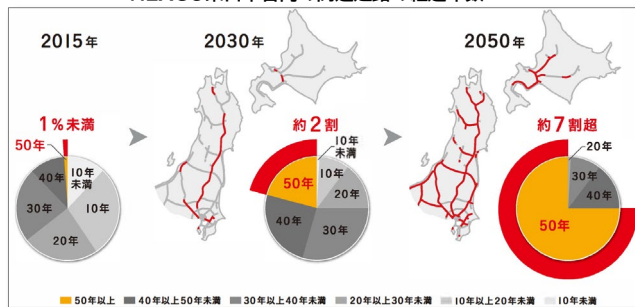 2015年
2030年
2050年
1%未満
50年
40年
10年
未満
30年
10年
20年
約2割
10年
未満
50年
10年
20年
40年
30年
約7割超
20年
30年
40年
50年
50年以上
40年以上50年未満
30年以上40年未満
20年以上30年未満
10年以上20年未満
10年未満